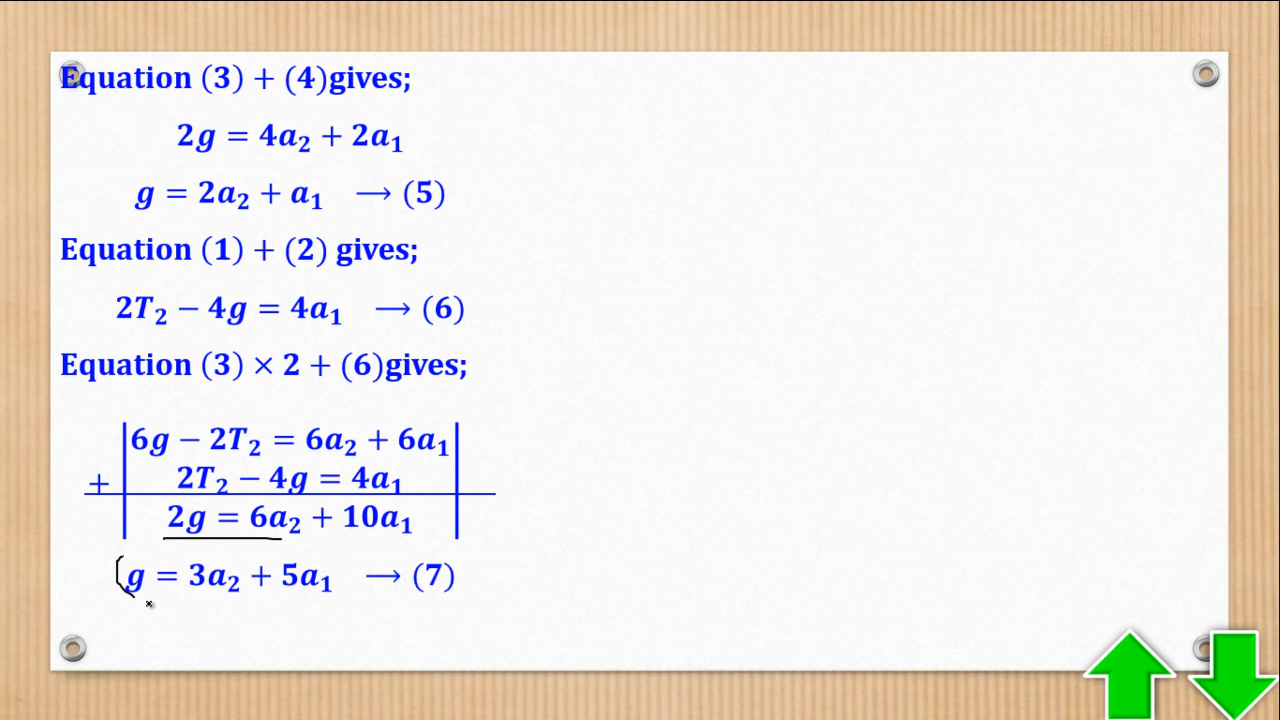 Equation (3) + (4)gives;
2g = 4a₂ + 2a₁
g = 2a₂ + a₁ ⟶ (5)
Equation (1) + (2) gives;
2T₂ − 4g = 4a₁ ⟶ (6)
Equation (3) × 2 + (6)gives;
6g − 2T₂ = 6a₂ + 6a₁
+ 2T₂ − 4g = 4a₁
2g = 6a₂ + 10a₁
g = 3a₂ + 5a₁ ⟶ (7)